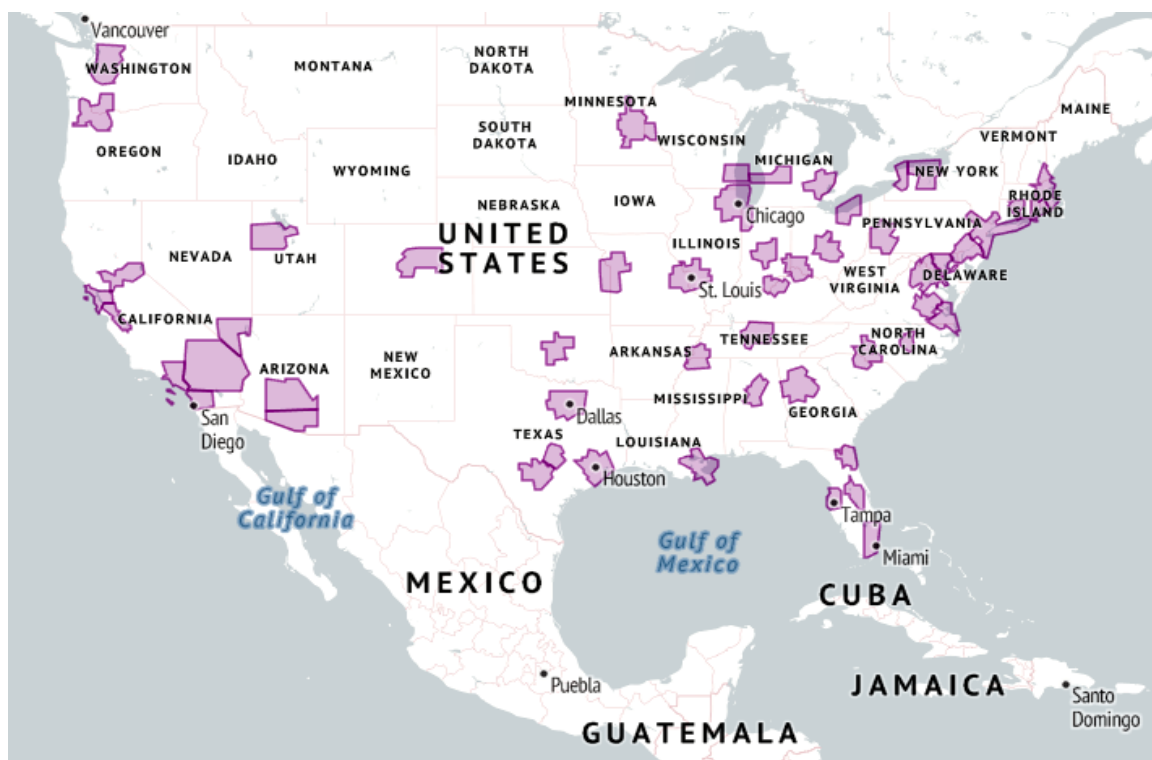 Vancouver
WASHINGTON
MONTANA
NORTH
DAKOTA
MINNESOTA
MAINE
VERMONT
SOUTH
DAKOTA
WISCONSIN
OREGON
IDAHO
WYOMING
MICHIGAN
NEW YORK
RHODE
ISLAND
IOWA
NEBRASKA
Chicago
PENNSYLVANIA
UNITED
STATES
NEVADA
UTAH
ILLINOIS
WEST
VIRGINIA
DELAWARE
St. Louis
CALIFORNIA
TENNESSEE
NORTH
CAROLINA
ARKANSAS
NEW
MEXICO
ARIZONA
MISSISSIPPI
GEORGIA
San
Diego
Dallas
TEXAS
LOUISIANA
Houston
Gulf of
California
Tampa
Gulf of
Mexico
Miami
MEXICO
CUBA
Puebla
JAMAICA
Santo
Domingo
GUATEMALA